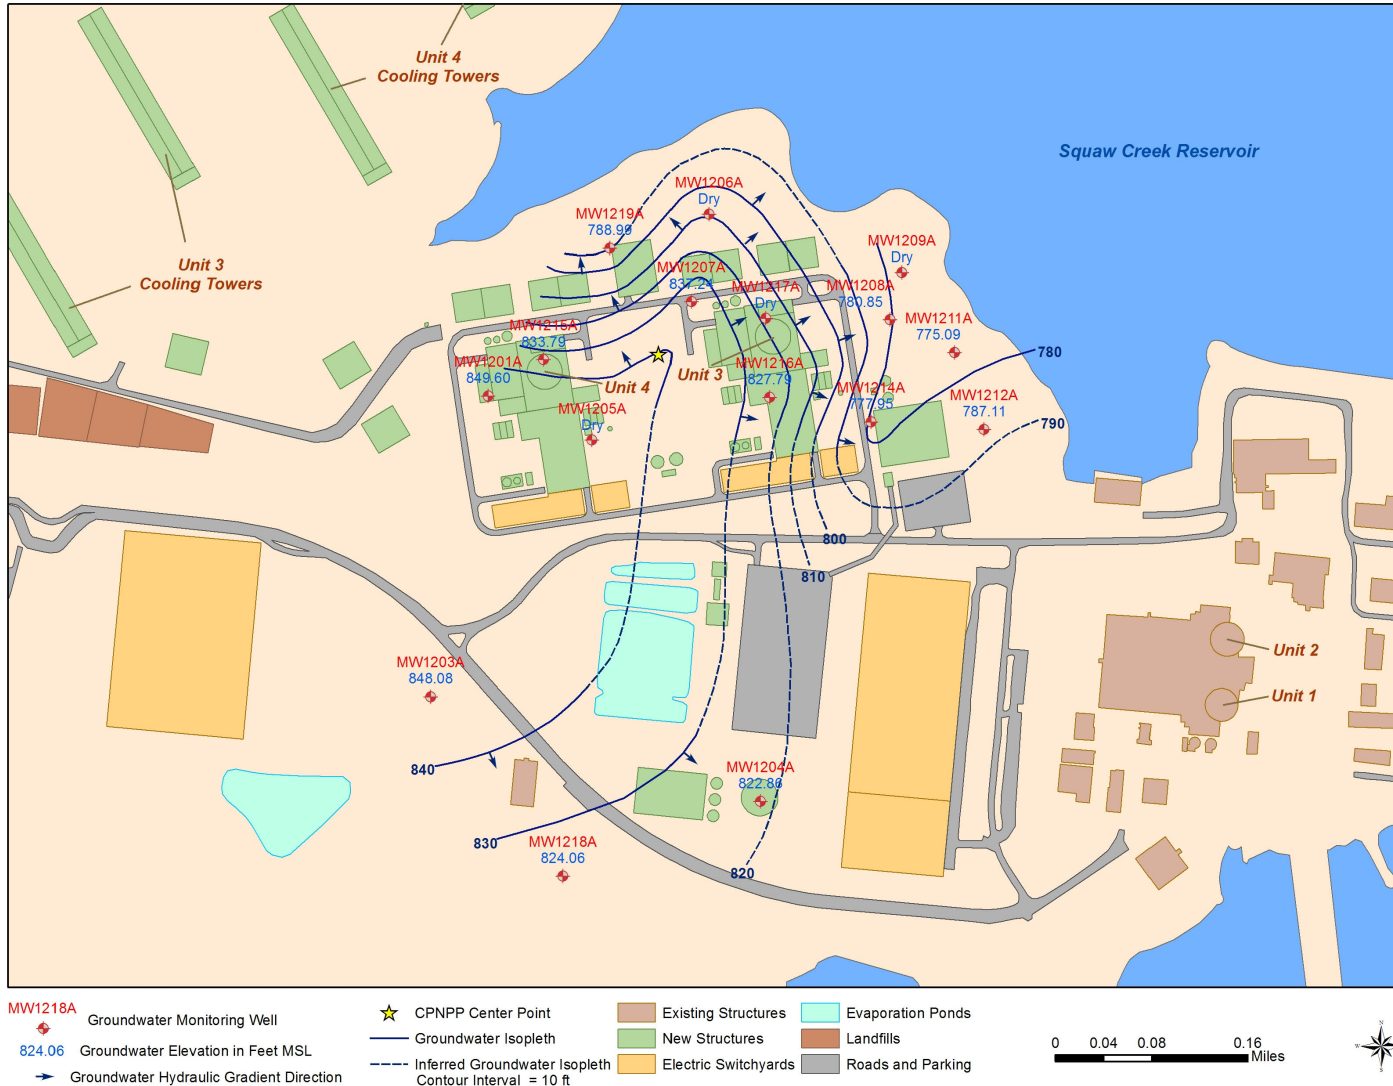 Unit 4
Cooling Towers
Squaw Creek Reservoir
Unit 3
Cooling Towers
MW1206A
Dry
MW1219A
788.99
MW1209A
Dry
MW1207A
837.24
MW1217A
Dry
MW1208A
780.85
MW1211A
775.09
MW1215A
833.79
MW1201A
849.60
Unit 4
Unit 3
MW1216A
827.79
MW1214A
777.95
MW1212A
787.11
780
790
MW1205A
Dry
800
810
MW1203A
848.08
Unit 2
Unit 1
840
MW1204A
822.86
830
MW1218A
824.06
820
MW1218A
Groundwater Monitoring Well
824.06 Groundwater Elevation in Feet MSL
Groundwater Hydraulic Gradient Direction
CPNPP Center Point
Groundwater Isopleth
Inferred Groundwater Isopleth
Contour Interval = 10 ft
Existing Structures
New Structures
Electric Switchyards
Evaporation Ponds
Landfills
Roads and Parking
0 0.04 0.08 0.16
Miles
N
W E
S